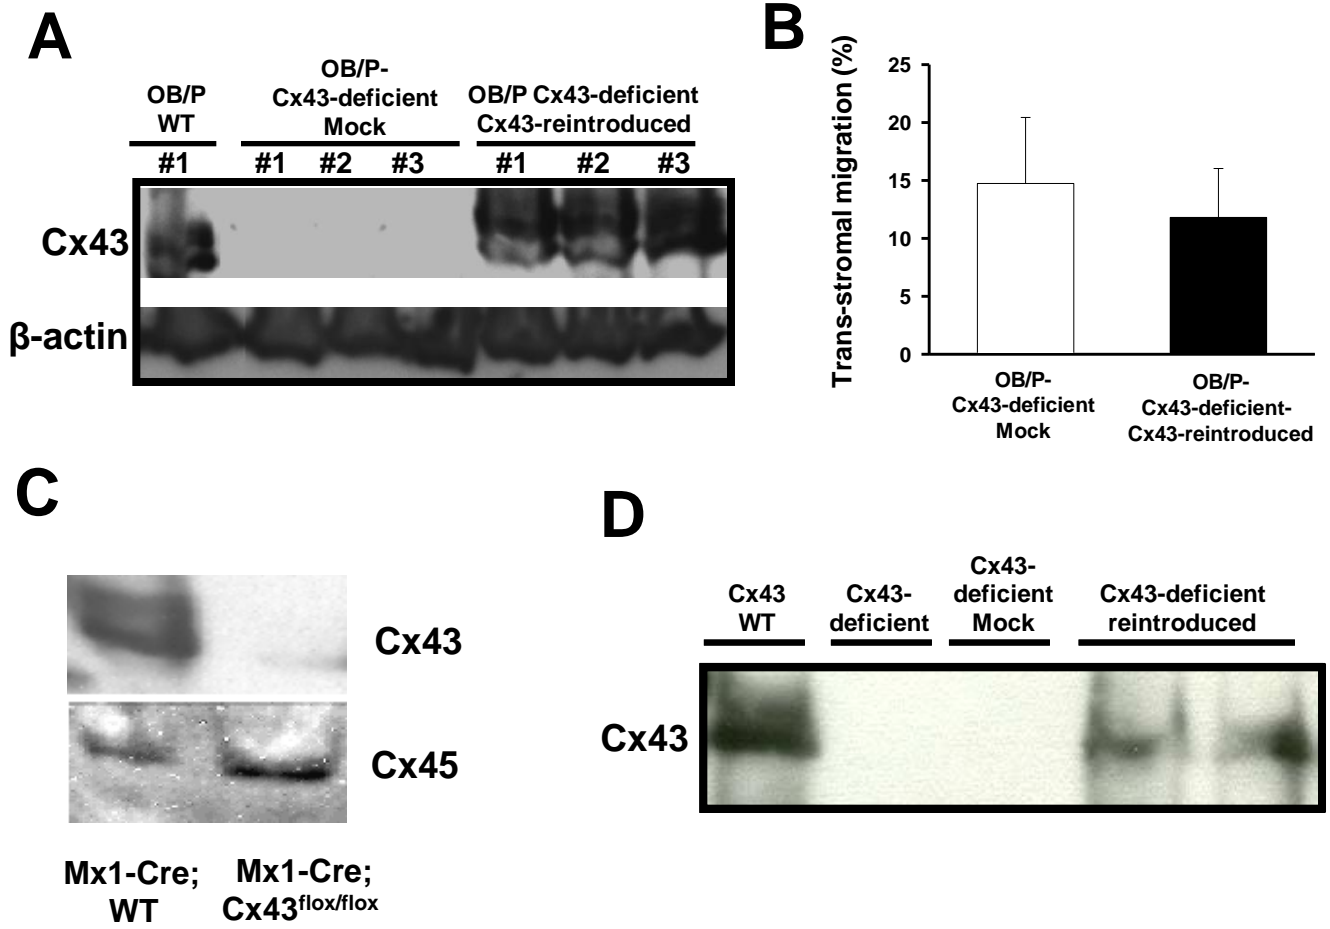 A
OB/P
WT
OB/P-
Cx43-deficient
Mock
OB/P Cx43-deficient
Cx43-reintroduced
#1
#1
#2
#3
#1
#2
#3
Cx43
β-actin
B
Trans-stromal migration (%)
25
20
15
10
5
0
OB/P-
Cx43-deficient
Mock
OB/P-
Cx43-deficient-
Cx43-reintroduced
C
Cx43
Cx45
Mx1-Cre;
WT
Mx1-Cre;
Cx43flox/flox
D
Cx43
WT
Cx43-
deficient
Cx43-
deficient
Mock
Cx43-deficient
reintroduced
Cx43